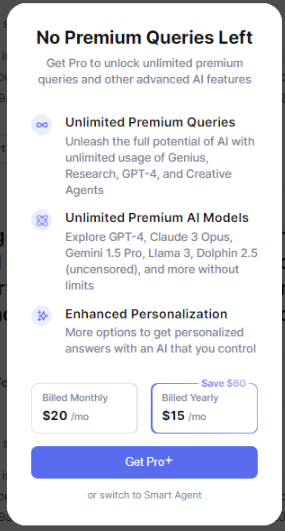 No Premium Queries Left
Get Pro to unlock unlimited premium
queries and other advanced AI features
Unlimited Premium Queries
Unleash the full potential of AI with
unlimited usage of Genius,
Research, GPT-4, and Creative
Agents
Unlimited Premium AI Models
Explore GPT-4, Claude 3 Opus,
Gemini 1.5 Pro, Llama 3, Dolphin 2.5
(uncensored), and more without
limits
Enhanced Personalization
More options to get personalized
answers with an AI that you control
Save $60
Billed Monthly
$20 /mo
Billed Yearly
$15 /mo
Get Pro
or switch to Smart Agent